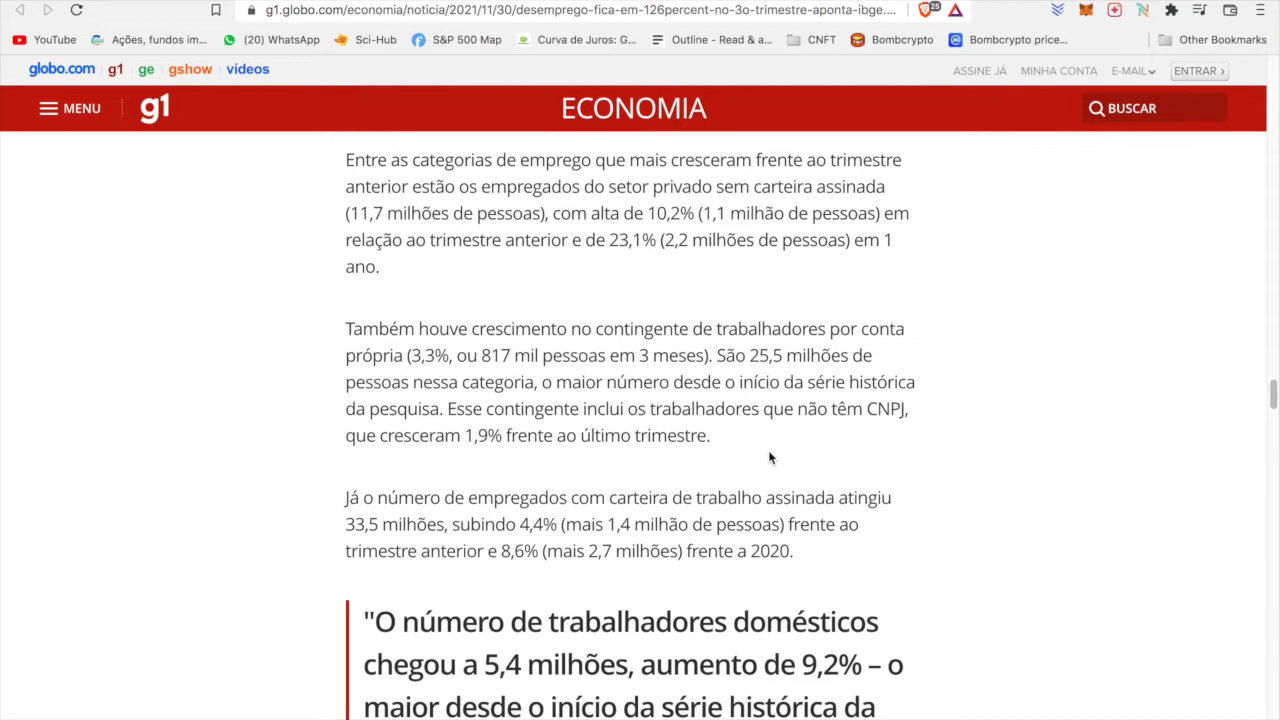 g1.globo.com/economia/noticia/2021/11/30/desemprego-fica-em-126percent-no-3o-trimestre-aponta-ibge....
25
YouTube Ações, fundos im... (20) WhatsApp Sci-Hub S&P 500 Map Curva de Juros: G... Outline - Read & a... CNFT Bombcrypto Bombcrypto price... Other Bookmarks
globo.com g1 ge gshow vídeos ASSINE JÁ MINHA CONTA E-MAIL ENTRAR ›
MENU g1 ECONOMIA BUSCAR
Entre as categorias de emprego que mais cresceram frente ao trimestre
anterior estão os empregados do setor privado sem carteira assinada
(11,7 milhões de pessoas), com alta de 10,2% (1,1 milhão de pessoas) em
relação ao trimestre anterior e de 23,1% (2,2 milhões de pessoas) em 1
ano.
Também houve crescimento no contingente de trabalhadores por conta
própria (3,3%, ou 817 mil pessoas em 3 meses). São 25,5 milhões de
pessoas nessa categoria, o maior número desde o início da série histórica
da pesquisa. Esse contingente inclui os trabalhadores que não têm CNPJ,
que cresceram 1,9% frente ao último trimestre.
Já o número de empregados com carteira de trabalho assinada atingiu
33,5 milhões, subindo 4,4% (mais 1,4 milhão de pessoas) frente ao
trimestre anterior e 8,6% (mais 2,7 milhões) frente a 2020.
"O número de trabalhadores domésticos
chegou a 5,4 milhões, aumento de 9,2% – o
maior desde o início da série histórica da